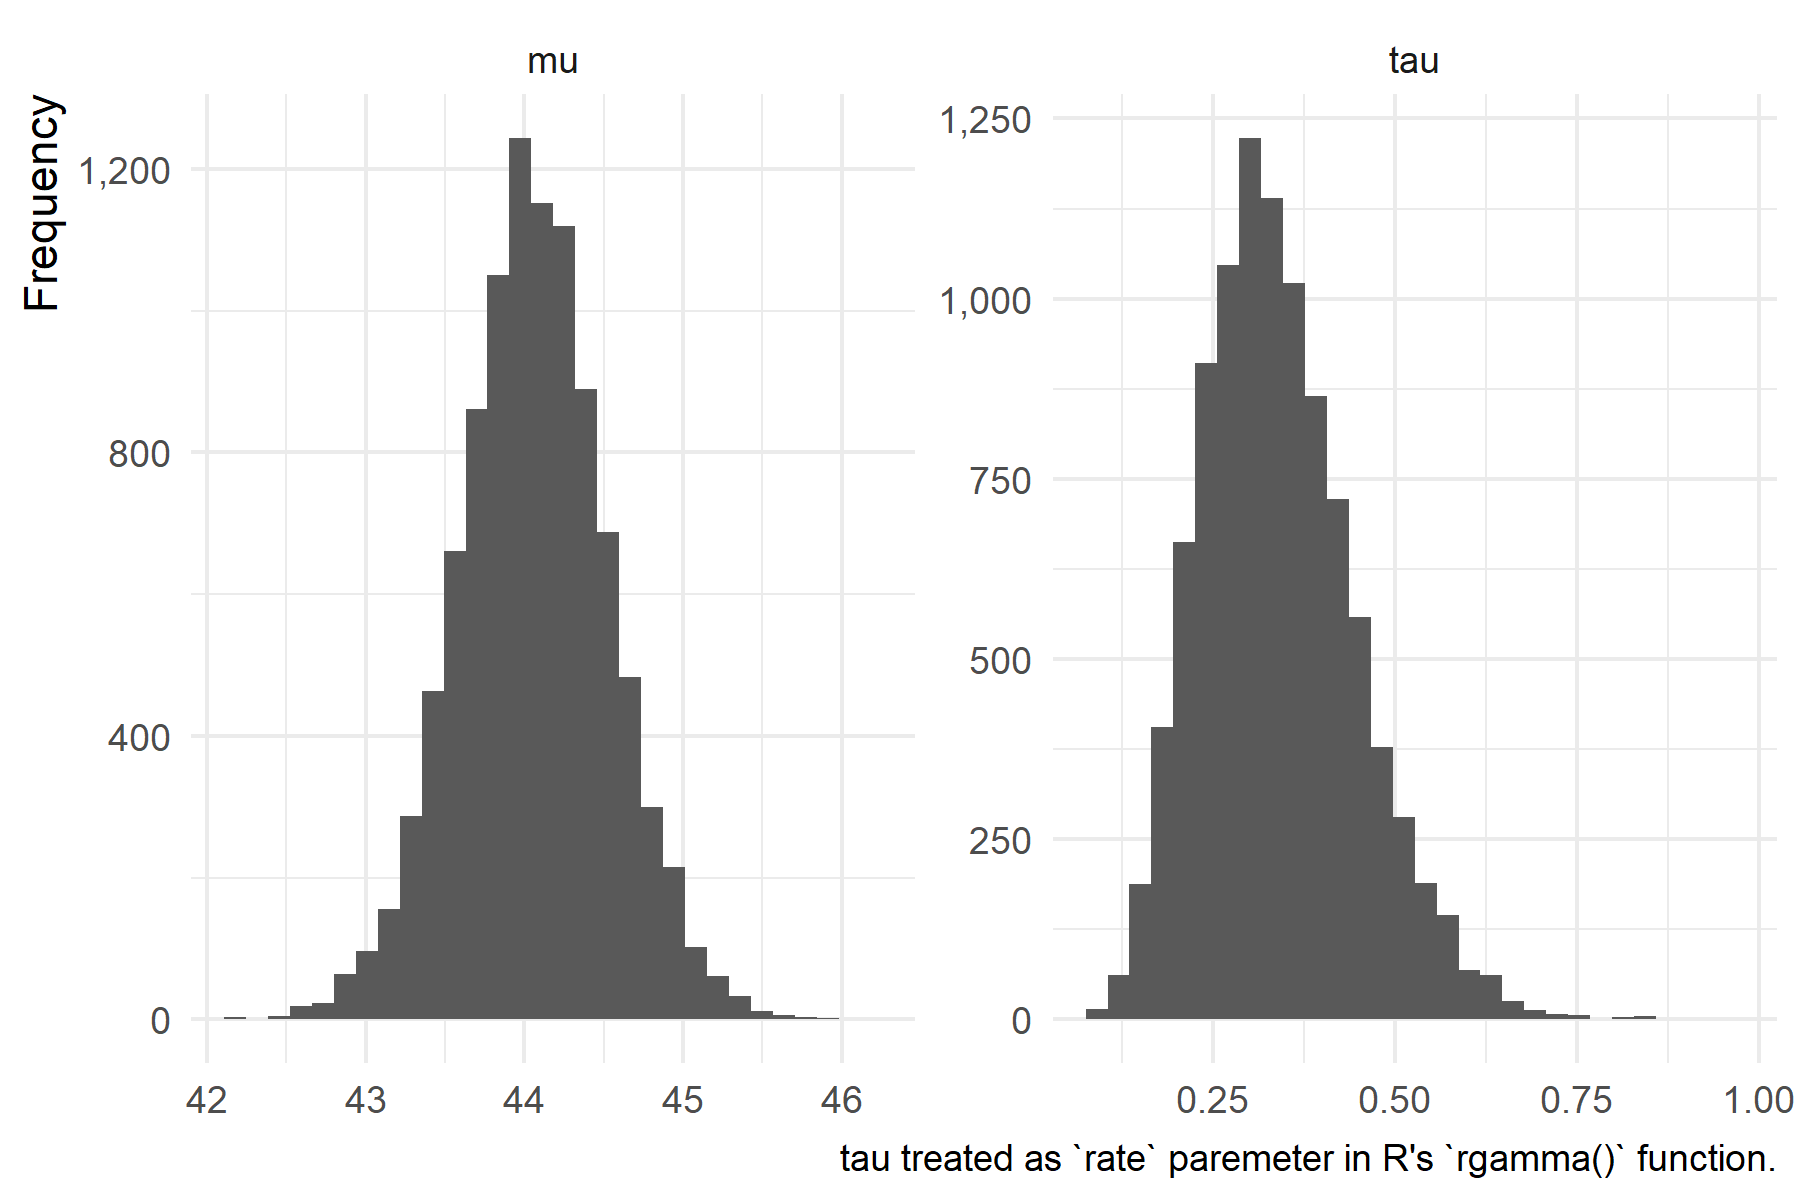 mu
tau
Frequency
1,200
800
400
0
42 43 44 45 46
1,250
1,000
750
500
250
0
0.25 0.50 0.75 1.00
tau treated as `rate` paremeter in R's `rgamma()` function.